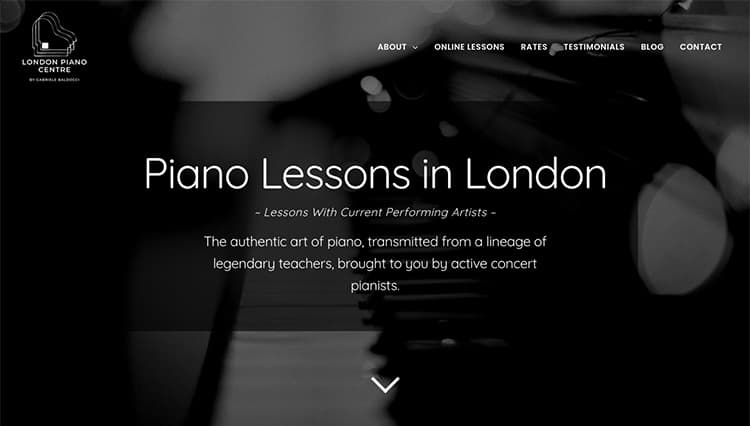 LONDON PIANO
CENTRE
BY GABRIELE BALDOCCI
ABOUT
ONLINE LESSONS
RATES
TESTIMONIALS
BLOG
CONTACT
Piano Lessons in London
~ Lessons With Current Performing Artists ~
The authentic art of piano, transmitted from a lineage of
legendary teachers, brought to you by active concert
pianists.